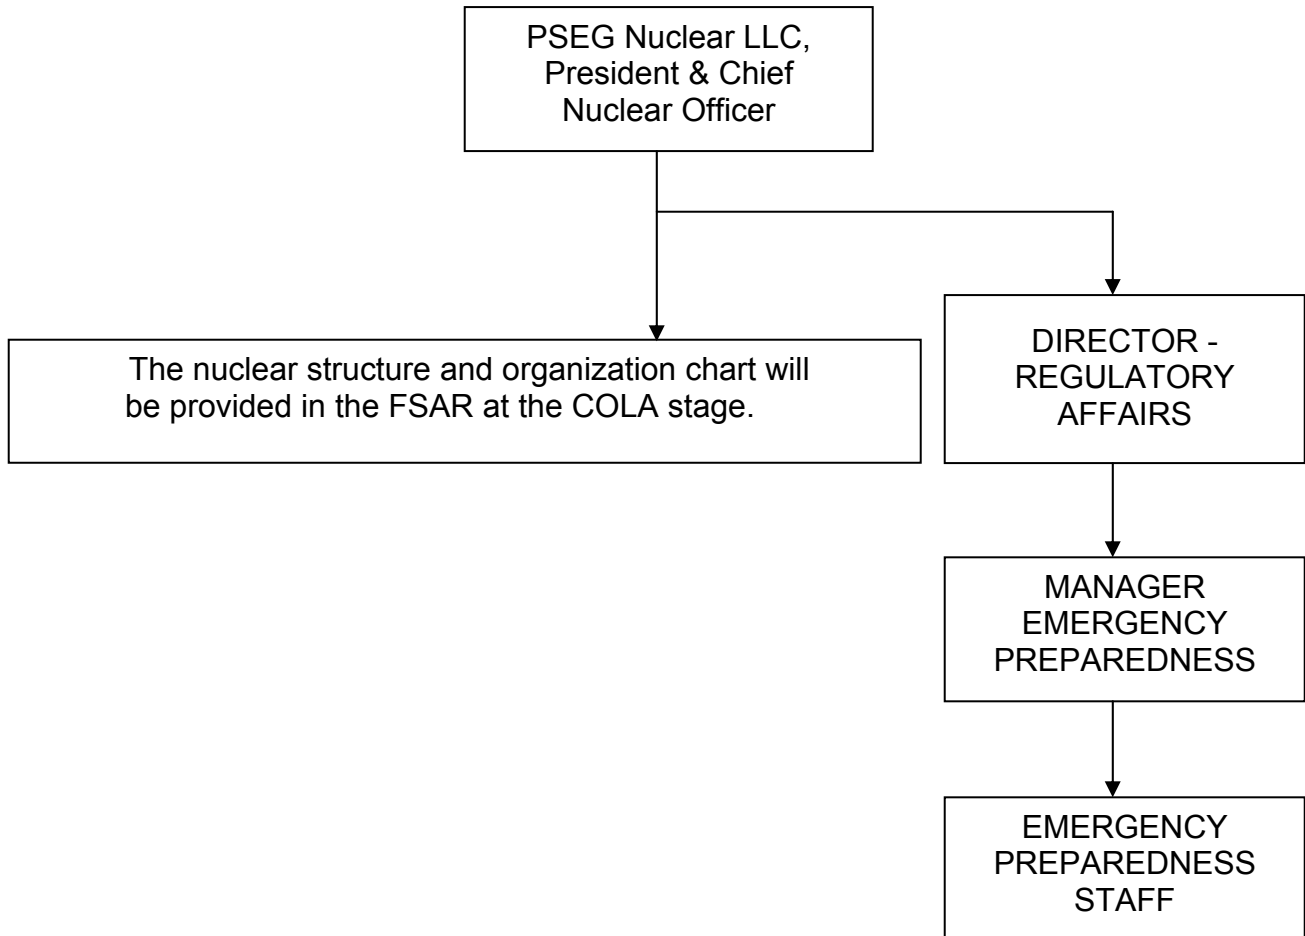 PSEG Nuclear LLC,
President & Chief
Nuclear Officer
The nuclear structure and organization chart will
be provided in the FSAR at the COLA stage.
DIRECTOR -
REGULATORY
AFFAIRS
MANAGER
EMERGENCY
PREPAREDNESS
EMERGENCY
PREPAREDNESS
STAFF